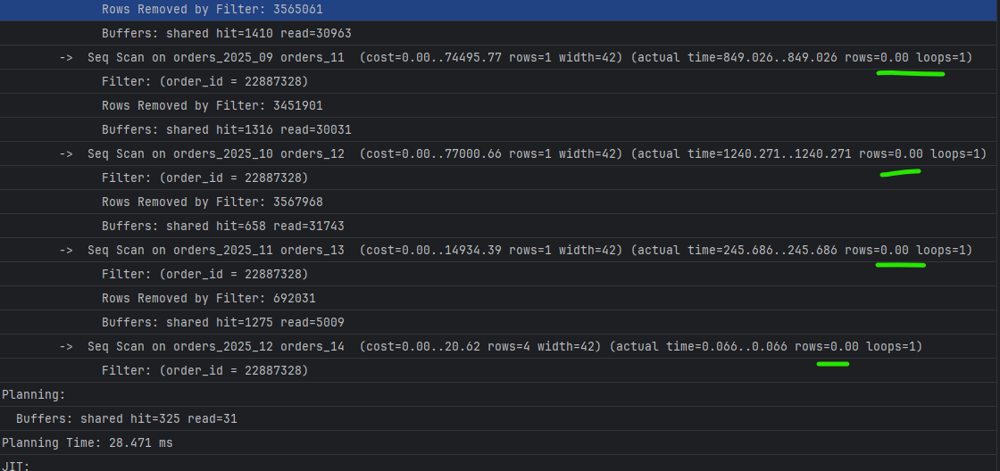 Rows Removed by Filter: 3565061
Buffers: shared hit=1410 read=30963
->  Seq Scan on orders_2025_09 orders_11  (cost=0.00..74495.77 rows=1 width=42) (actual time=849.026..849.026 rows=0.00 loops=1)
Filter: (order_id = 22887328)
Rows Removed by Filter: 3451901
Buffers: shared hit=1316 read=30031
->  Seq Scan on orders_2025_10 orders_12  (cost=0.00..77000.66 rows=1 width=42) (actual time=1240.271..1240.271 rows=0.00 loops=1)
Filter: (order_id = 22887328)
Rows Removed by Filter: 3567968
Buffers: shared hit=658 read=31743
->  Seq Scan on orders_2025_11 orders_13  (cost=0.00..14934.39 rows=1 width=42) (actual time=245.686..245.686 rows=0.00 loops=1)
Filter: (order_id = 22887328)
Rows Removed by Filter: 692031
Buffers: shared hit=1275 read=5009
->  Seq Scan on orders_2025_12 orders_14  (cost=0.00..20.62 rows=4 width=42) (actual time=0.066..0.066 rows=0.00 loops=1)
Filter: (order_id = 22887328)
Planning:
Buffers: shared hit=325 read=31
Planning Time: 28.471 ms
JIT: